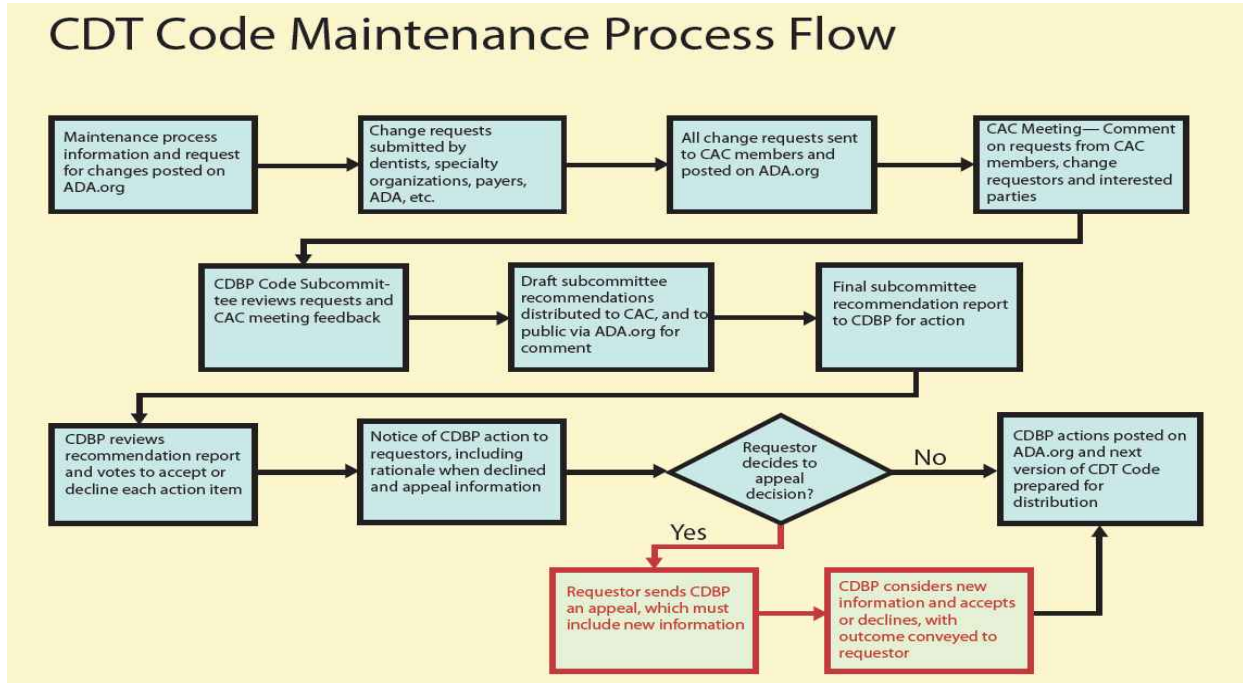 CDT Code Maintenance Process Flow
Maintenance process
information and request
for changes posted on
ADA.org
Change requests
submitted by
dentists, specialty
organizations, payers,
ADA, etc.
All change requests sent
to CAC members and
posted on ADA.org
CAC Meeting— Comment
on requests from CAC
members, change
requestors and interested
parties
CDBP Code Subcommit-
tee reviews requests and
CAC meeting feedback
Draft subcommittee
recommendations
distributed to CAC, and to
public via ADA.org for
comment
Final subcommittee
recommendation report
to CDBP for action
CDBP reviews
recommendation report
and votes to accept or
decline each action item
Notice of CDBP action to
requestors, including
rationale when declined
and appeal information
Requestor
decides to
appeal
decision?
No
CDBP actions posted on
ADA.org and next
version of CDT Code
prepared for
distribution
Yes
Requestor sends CDBP
an appeal, which must
include new information
CDBP considers new
information and accepts
or declines, with
outcome conveyed to
requestor